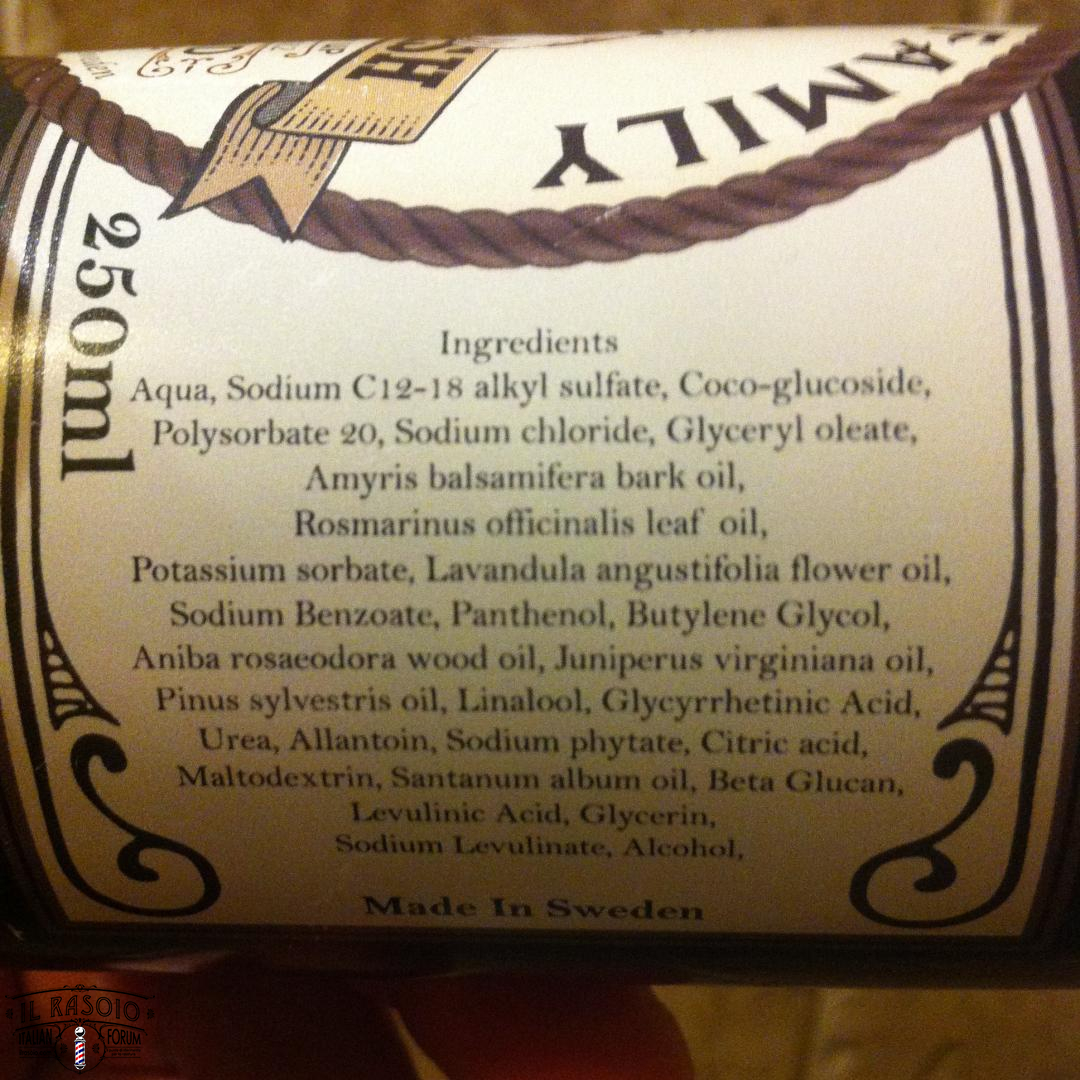 FAMILY
SH
250ml
Ingredients
Aqua, Sodium C12-18 alkyl sulfate, Coco-glucoside,
Polysorbate 20, Sodium chloride, Glyceryl oleate,
Amyris balsamifera bark oil,
Rosmarinus officinalis leaf oil,
Potassium sorbate, Lavandula angustifolia flower oil,
Sodium Benzoate, Panthenol, Butylene Glycol,
Aniba rosaeodora wood oil, Juniperus virginiana oil,
Pinus sylvestris oil, Linalool, Glycyrrhetinic Acid,
Urea, Allantoin, Sodium phytate, Citric acid,
Maltodextrin, Santanum album oil, Beta Glucan,
Levulinic Acid, Glycerin,
Sodium Levulinate, Alcohol,
Made In Sweden
IL RASOIO
ITALIAN FORUM